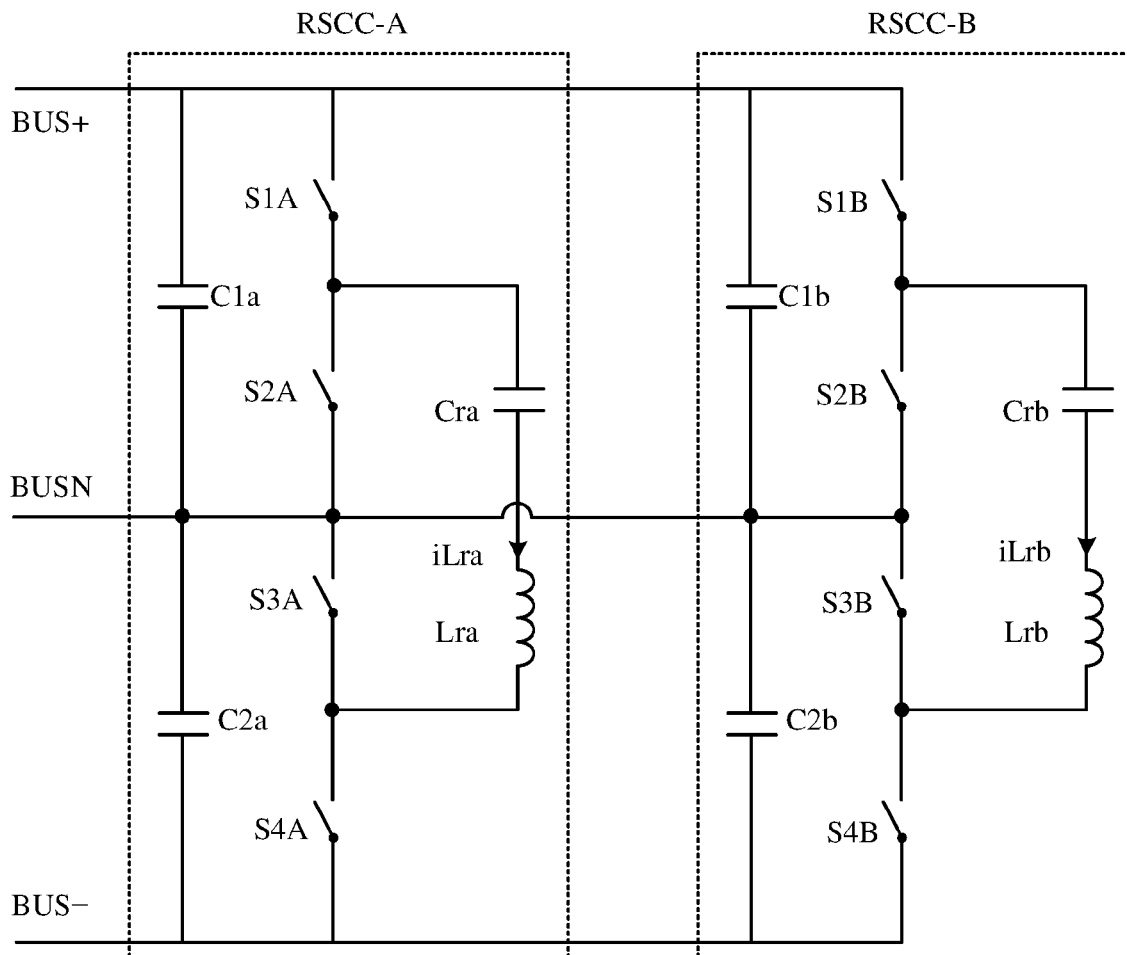 RSCC-A
RSCC-B
BUS+
S1A
S1B
C1a
C1b
S2A
Cra
S2B
Crb
BUSN
iLra
iLrb
S3A
Lra
S3B
Lrb
C2a
C2b
S4A
S4B
BUS−